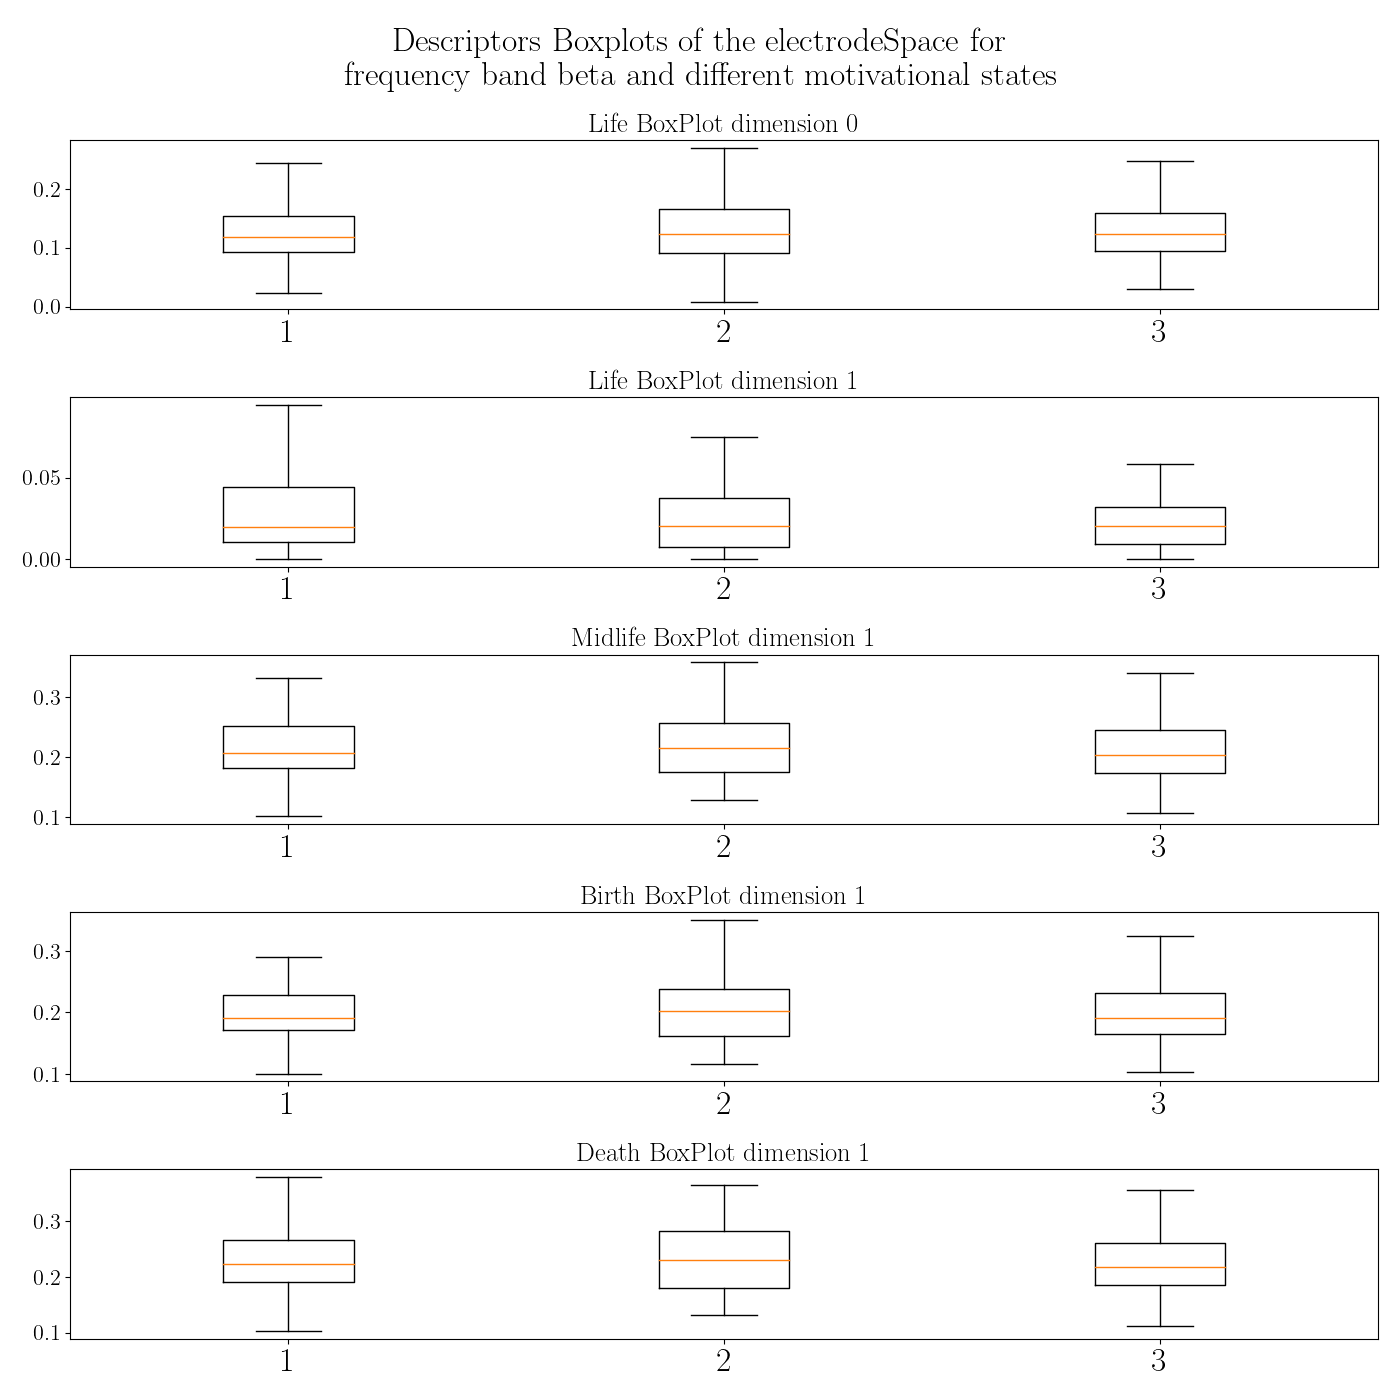 Descriptors Boxplots of the electrodeSpace for
frequency band beta and different motivational states
Life BoxPlot dimension 0
0.2
0.1
0.0
1 2 3
Life BoxPlot dimension 1
0.05
0.00
1 2 3
Midlife BoxPlot dimension 1
0.3
0.2
0.1
1 2 3
Birth BoxPlot dimension 1
0.3
0.2
0.1
1 2 3
Death BoxPlot dimension 1
0.3
0.2
0.1
1 2 3